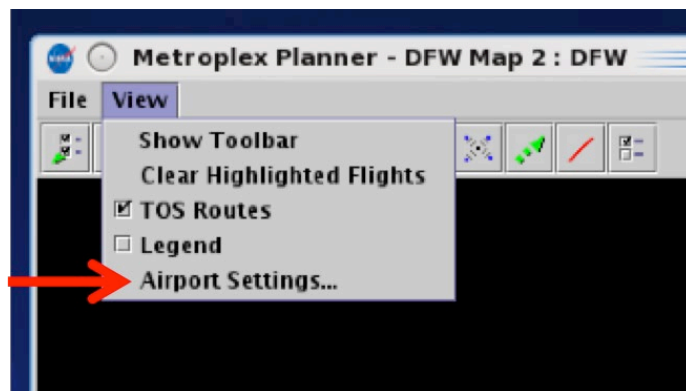 Metroplex Planner - DFW Map 2 : DFW
File View
Show Toolbar
Clear Highlighted Flights
TOS Routes
Legend
Airport Settings...